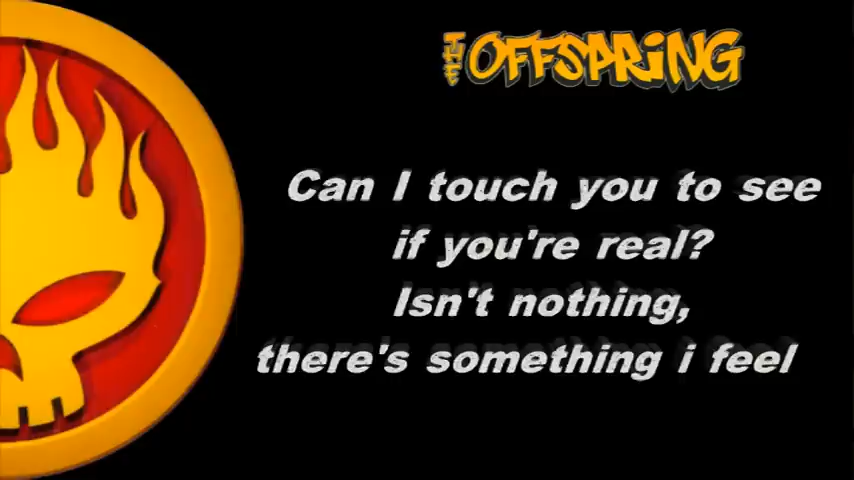 THE OFFSPRING
Can I touch you to see
if you're real?
Isn't nothing,
there's something i feel